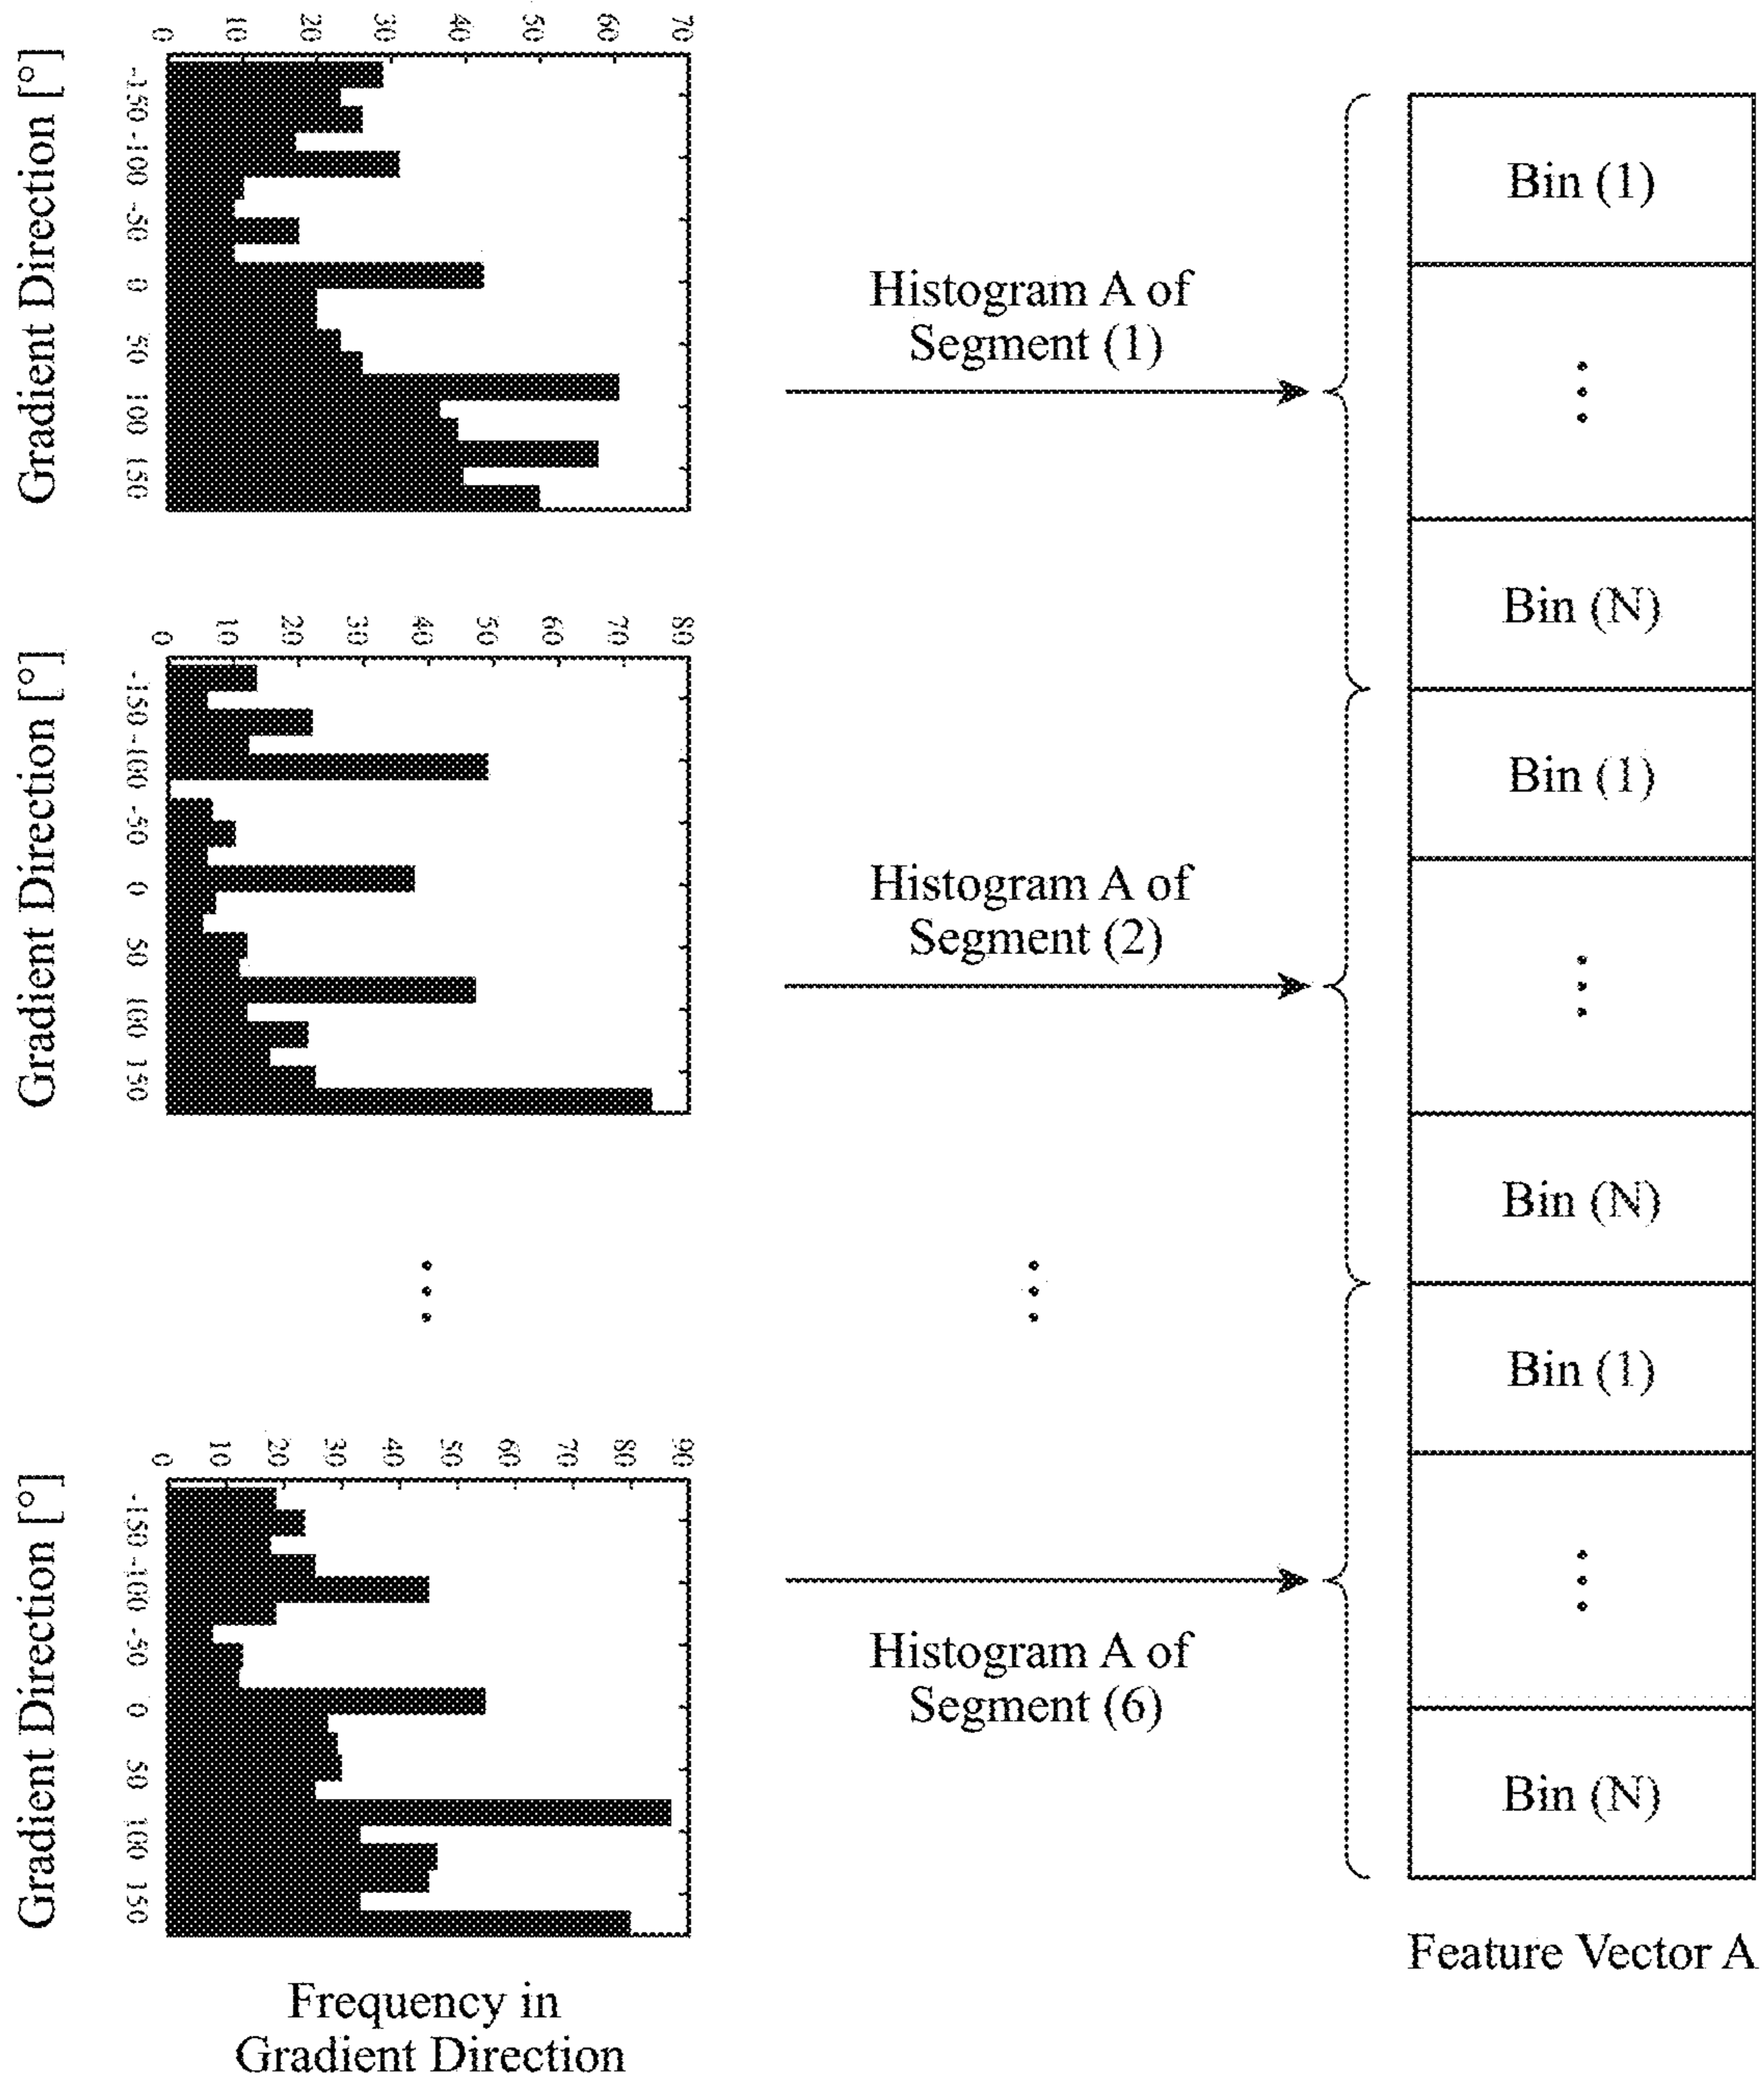 0 10 20 30 40 50 60 70
Gradient Direction [°]
-150 -100 -50 0 50 100 150
Histogram A of
Segment (1)
Bin (1)
Bin (N)
0 10 20 30 40 50 60 70 80
Gradient Direction [°]
-150 -100 -50 0 50 100 150
Histogram A of
Segment (2)
Bin (1)
Bin (N)
0 10 20 30 40 50 60 70 80 90
Gradient Direction [°]
-150 -100 -50 0 50 100 150
Histogram A of
Segment (6)
Bin (1)
Bin (N)
Frequency in
Gradient Direction
Feature Vector A